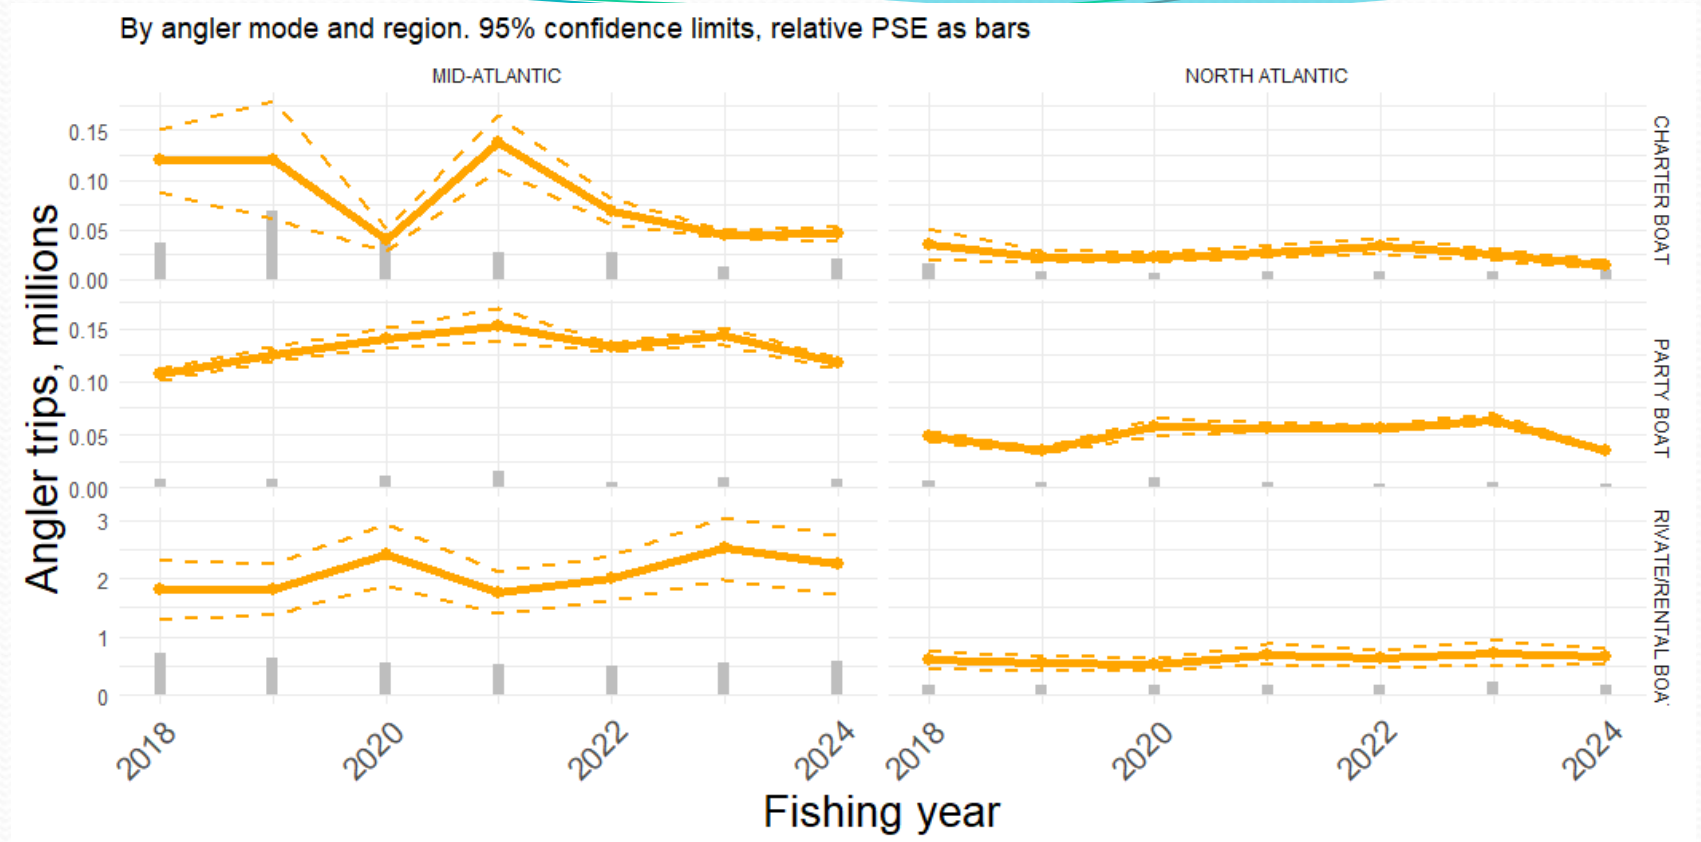 By angler mode and region. 95% confidence limits, relative PSE as bars
MID-ATLANTIC
NORTH ATLANTIC
Angler trips, millions
0.15
0.10
0.05
0.00
CHARTER BOAT
0.15
0.10
0.05
0.00
PARTY BOAT
3
2
1
0
RIVATE/RENTAL BOA
2018
2020
2022
2024
2018
2020
2022
2024
Fishing year